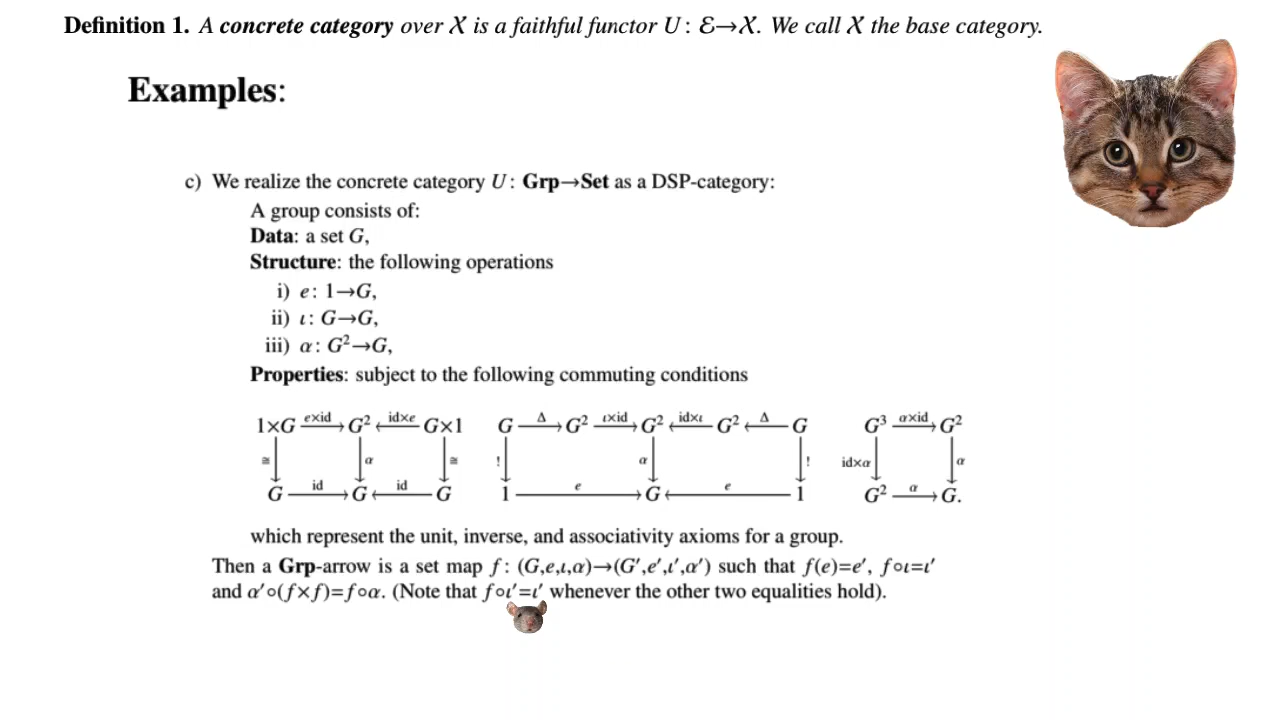 Definition 1. A concrete category over X is a faithful functor U: ℰ→X. We call X the base category.
Examples:
c) We realize the concrete category U: Grp→Set as a DSP-category:
A group consists of:
Data: a set G,
Structure: the following operations
i) e: 1→G,
ii) ι: G→G,
iii) α: G²→G,
Properties: subject to the following commuting conditions
1×G e×id G² id×e G×1 G Δ G² ι×id G² id×ι G² Δ G G³ α×id G²
≅ α ≅ ! α ! id×α α
G id G id G 1 e G e 1 G² α G.
which represent the unit, inverse, and associativity axioms for a group.
Then a Grp-arrow is a set map f: (G,e,ι,α)→(G′,e′,ι′,α′) such that f(e)=e′, f∘ι=ι′
and α′∘(f×f)=f∘α. (Note that f∘ι′=ι′ whenever the other two equalities hold).